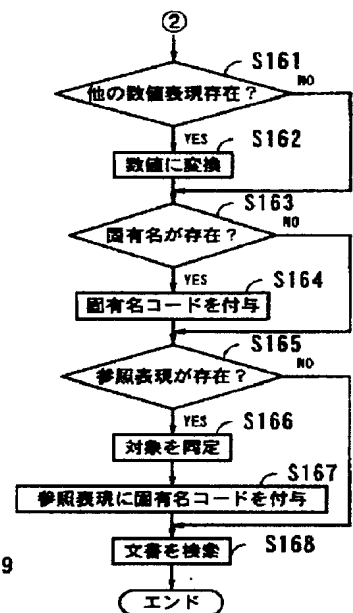 ②
S161
他の数値表現存在?
NO
YES
S162
数値に変換
S163
固有名が存在?
NO
YES
S164
固有名コードを付与
S165
参照表現が存在?
NO
YES
S166
対象を同定
S167
参照表現に固有名コードを付与
文書を検索
S168
9
エンド